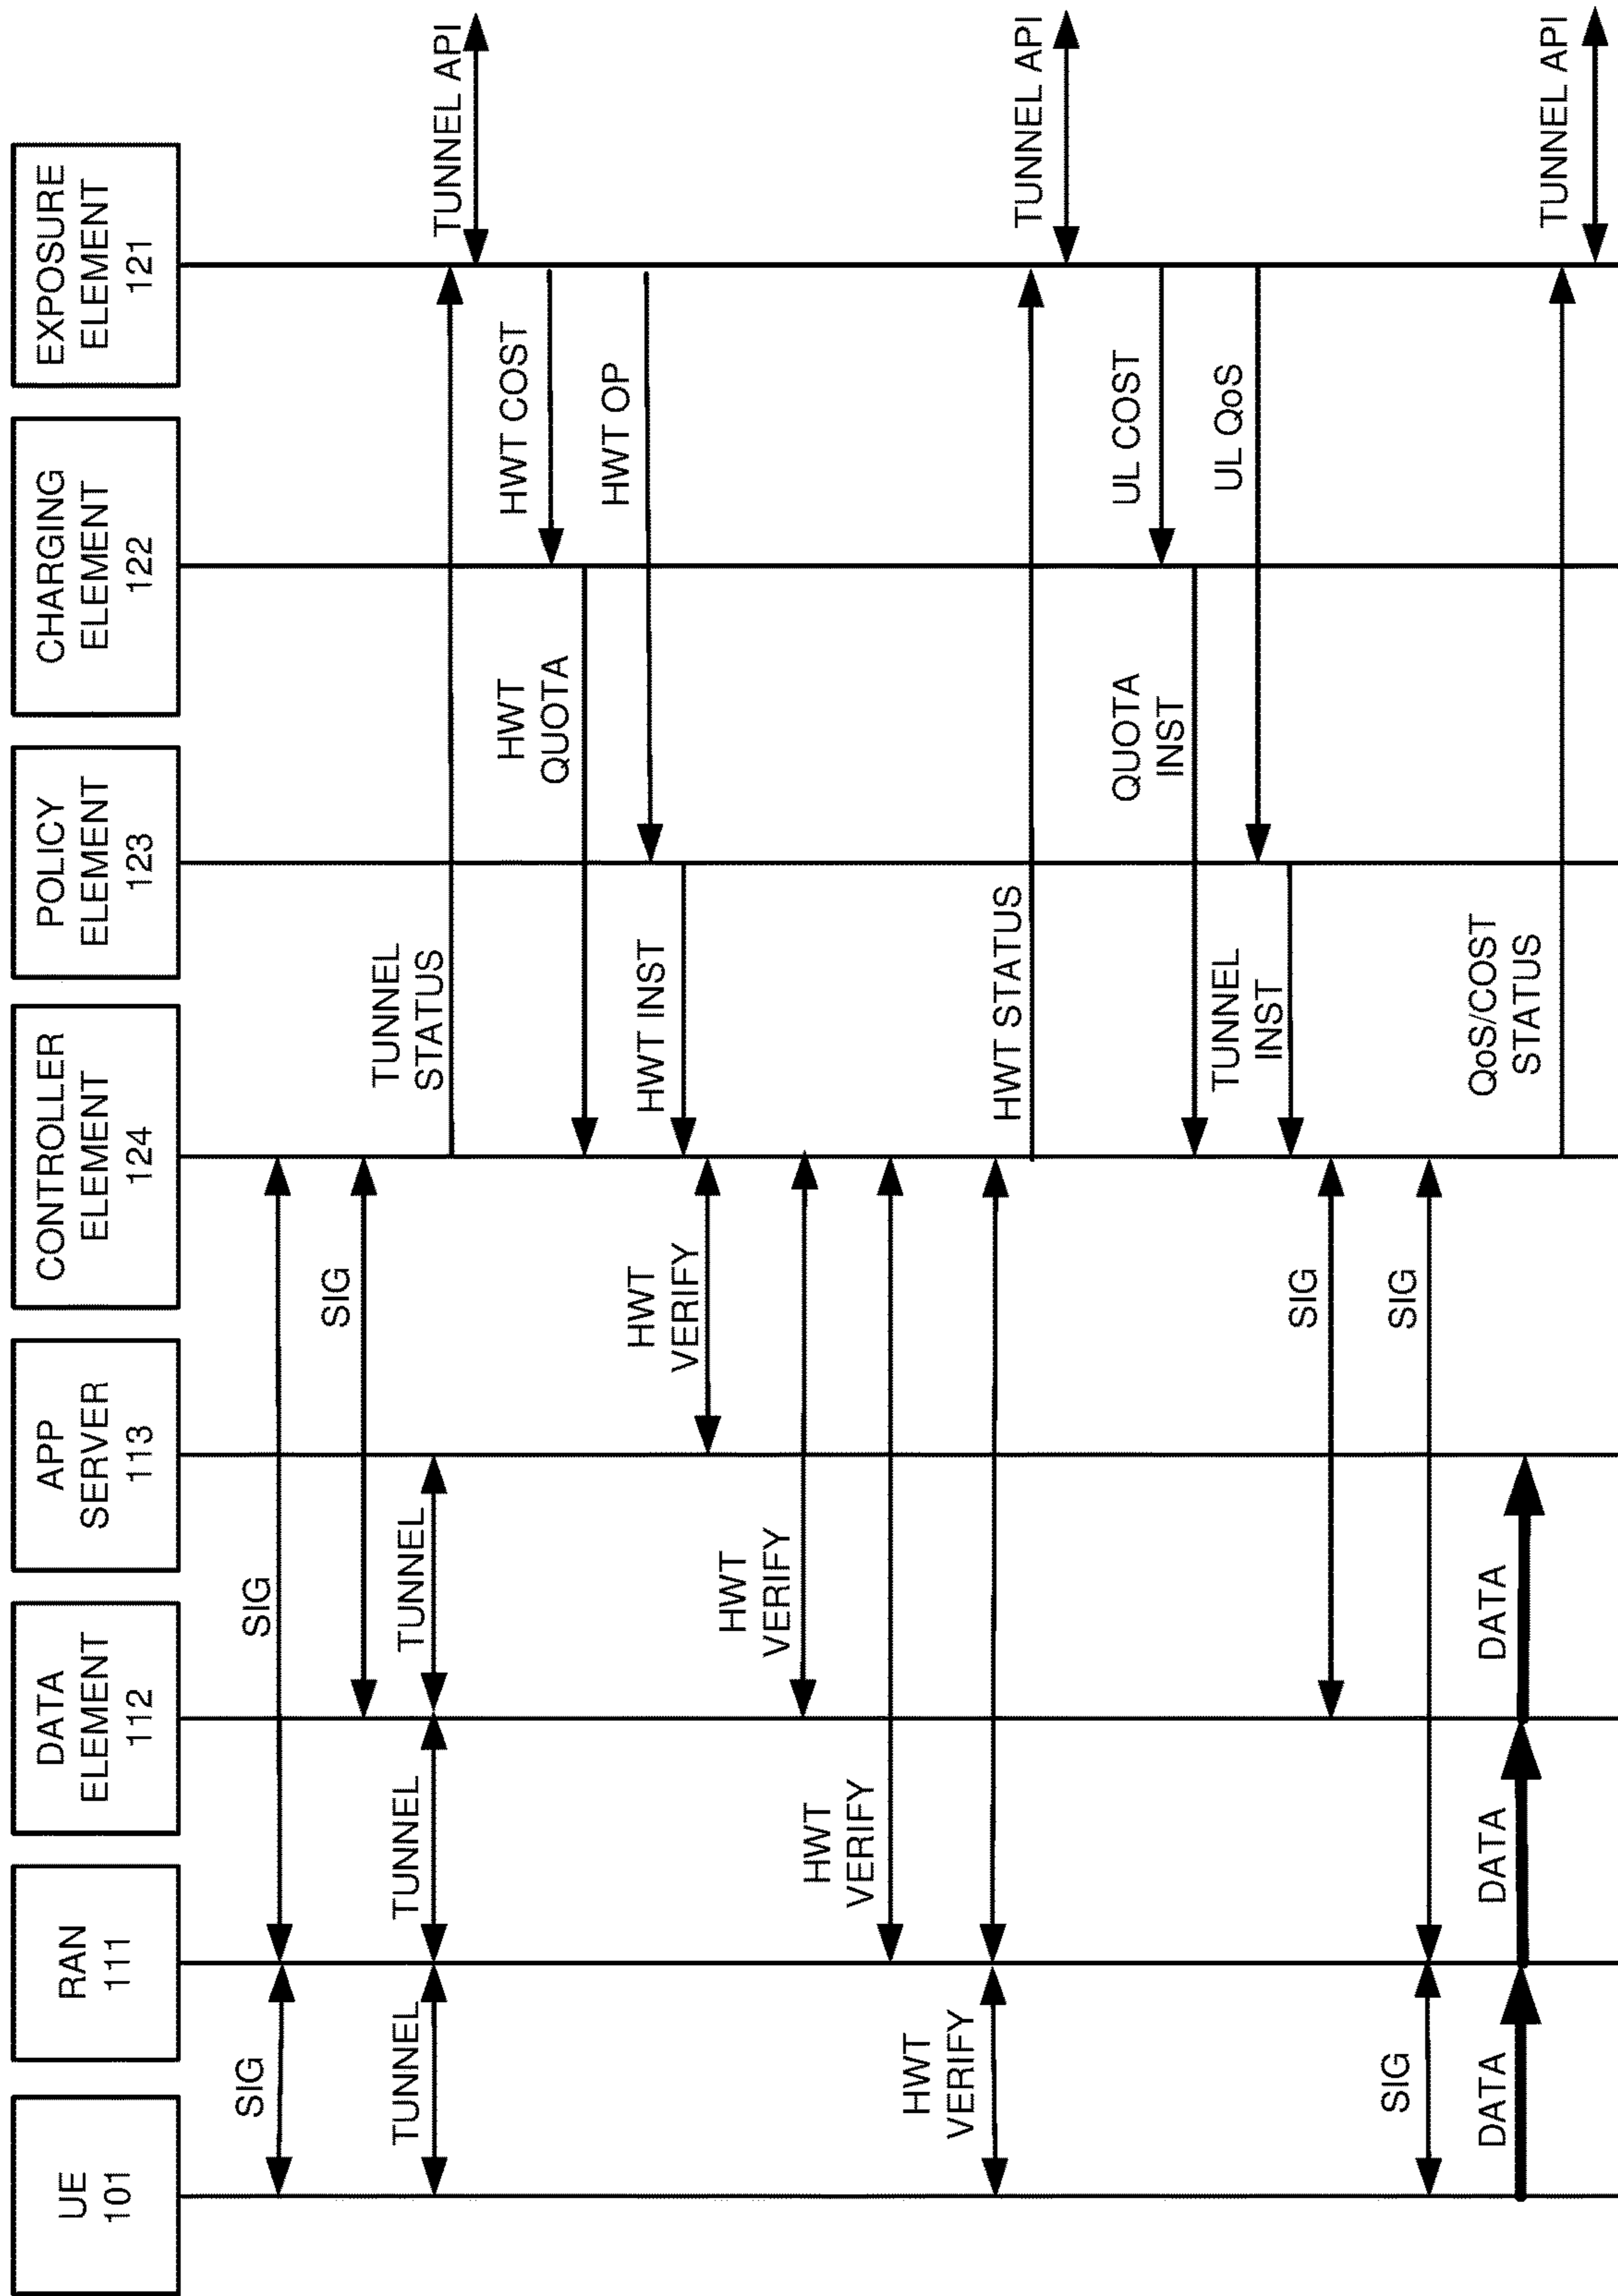 UE
101
RAN
111
DATA
ELEMENT
112
APP
SERVER
113
CONTROLLER
ELEMENT
124
POLICY
ELEMENT
123
CHARGING
ELEMENT
122
EXPOSURE
ELEMENT
121
SIG
SIG
SIG
TUNNEL
TUNNEL
TUNNEL
TUNNEL
STATUS
TUNNEL API
HWT COST
HWT
QUOTA
HWT OP
HWT INST
HWT
VERIFY
HWT
VERIFY
HWT
VERIFY
HWT
VERIFY
HWT STATUS
TUNNEL API
UL COST
QUOTA
INST
UL QoS
TUNNEL
INST
SIG
SIG
SIG
DATA
DATA
DATA
QoS/COST
STATUS
TUNNEL API